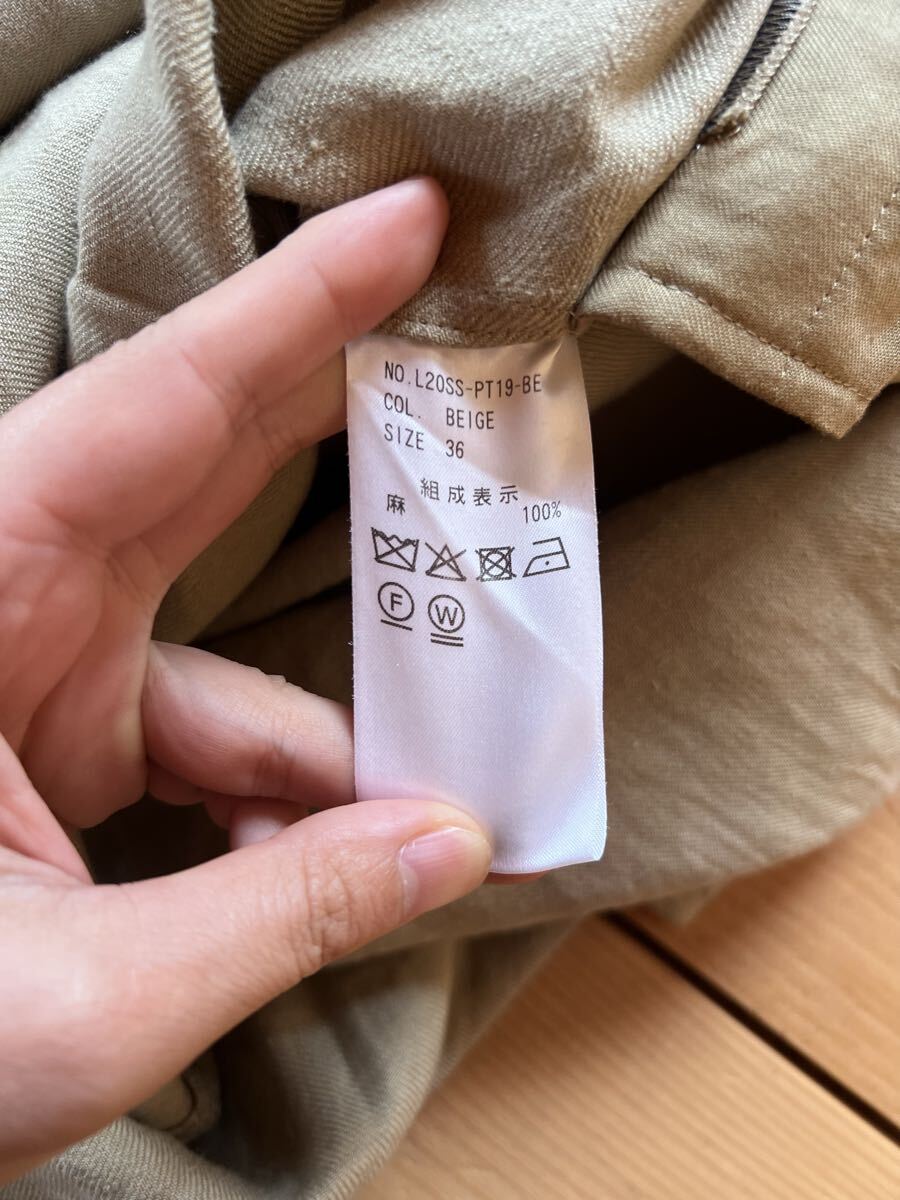 NO.L20SS-PT19-BE
COL. BEIGE
SIZE 36
組成表示
麻 100%
F W